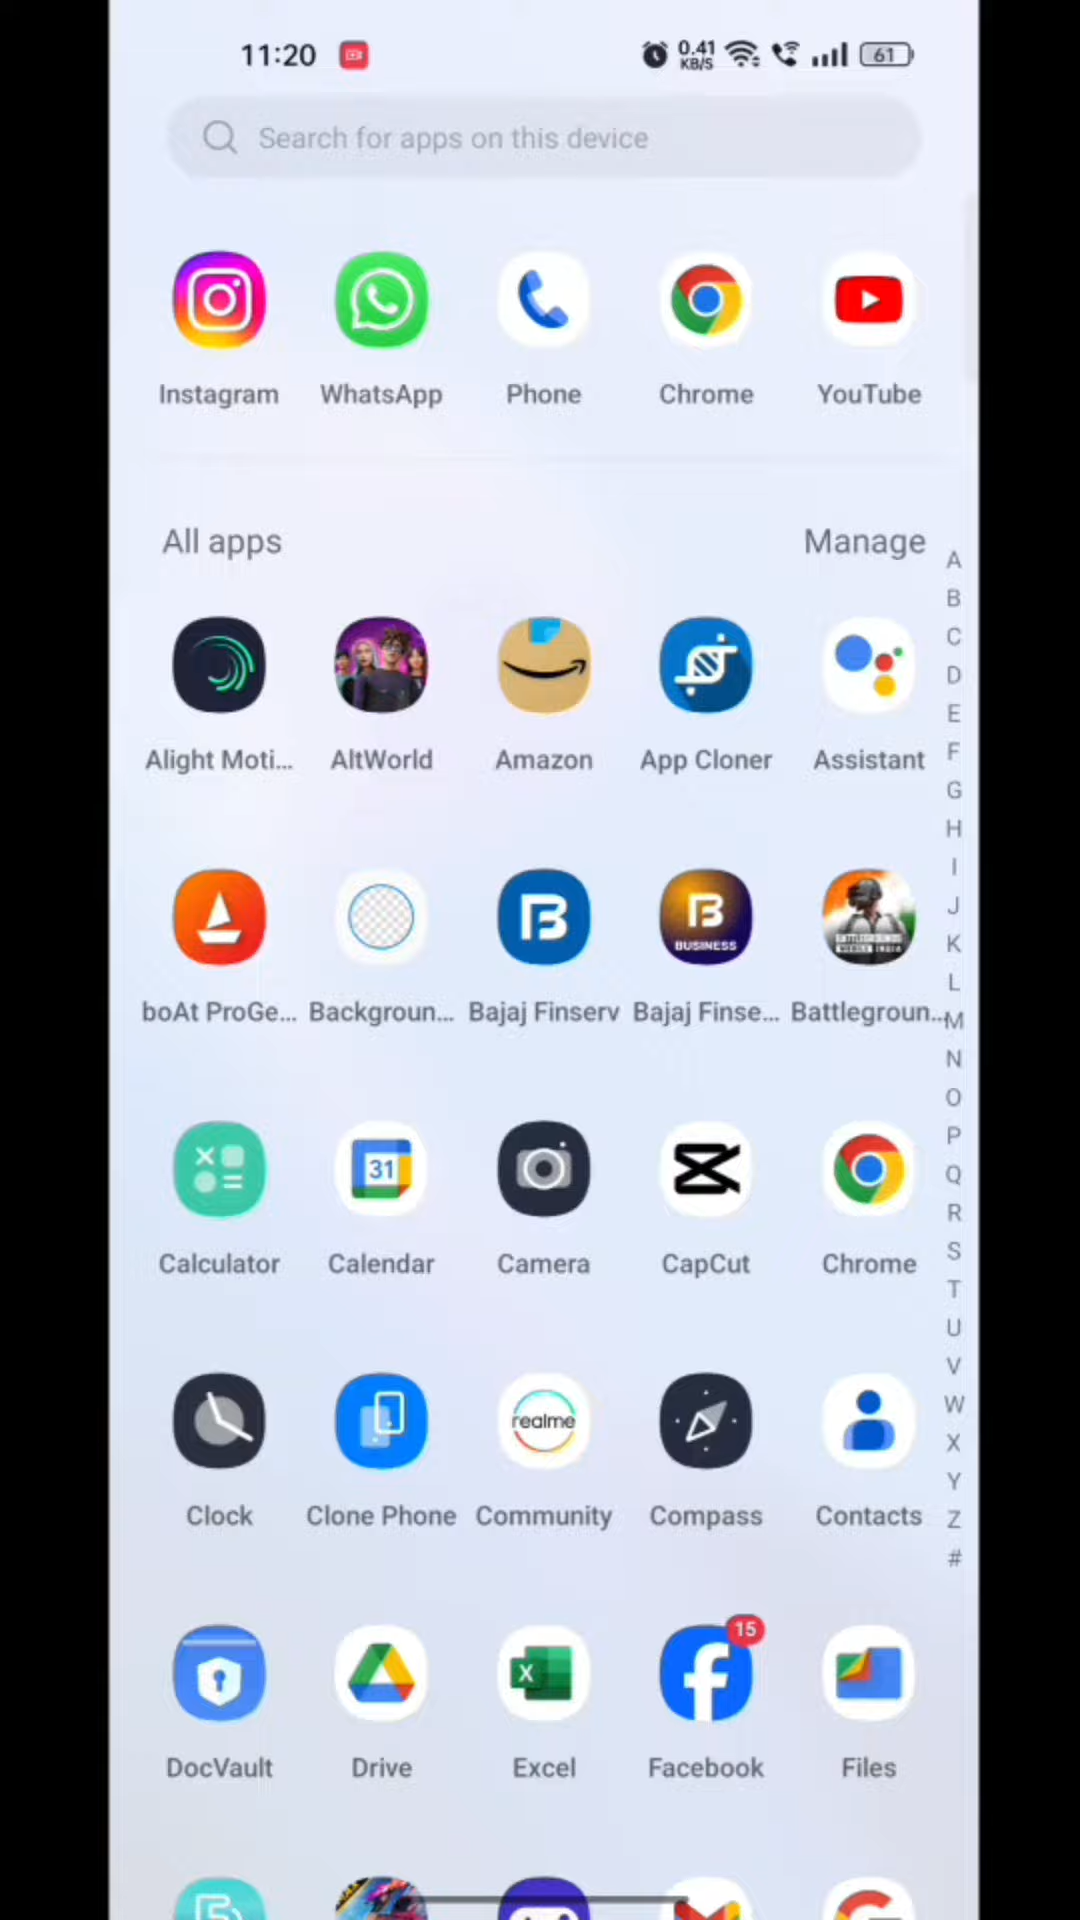 11:20 0.41 KB/S 61
Search for apps on this device
Instagram WhatsApp Phone Chrome YouTube
All apps Manage
A
B
C
D
E
F
G
H
I
J
K
L
M
N
O
P
Q
R
S
T
U
V
W
X
Y
Z
#
Alight Moti... AltWorld Amazon App Cloner Assistant
BUSINESS
boAt ProGe... Backgroun... Bajaj Finserv Bajaj Finse... Battlegroun...
31
Calculator Calendar Camera CapCut Chrome
realme
Clock Clone Phone Community Compass Contacts
X 15
DocVault Drive Excel Facebook Files